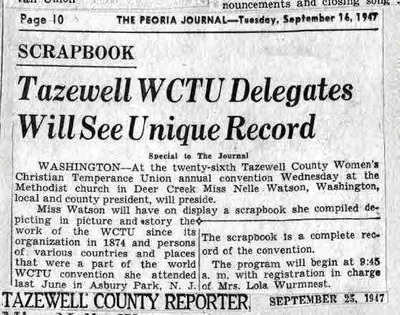 nouncements and closing song
Page 10 THE PEORIA JOURNAL—Tuesday, September 16, 1947
SCRAPBOOK
Tazewell WCTU Delegates
Will See Unique Record
Special to The Journal
WASHINGTON—At the twenty-sixth Tazewell County Women's
Christian Temperance Union annual convention Wednesday at the
Methodist church in Deer Creek Miss Nelle Watson, Washington,
local and county president, will preside.
Miss Watson will have on display a scrapbook she compiled de-
picting in picture and story the
work of the WCTU since its
organization in 1874 and persons
of various countries and places
that were a part of the world
WCTU convention she attended
last June in Asbury Park, N. J.
The scrapbook is a complete rec-
ord of the convention.
The program will begin at 9:45
a. m. with registration in charge
of Mrs. Lola Wurmnest.
TAZEWELL COUNTY REPORTER SEPTEMBER 25, 1947